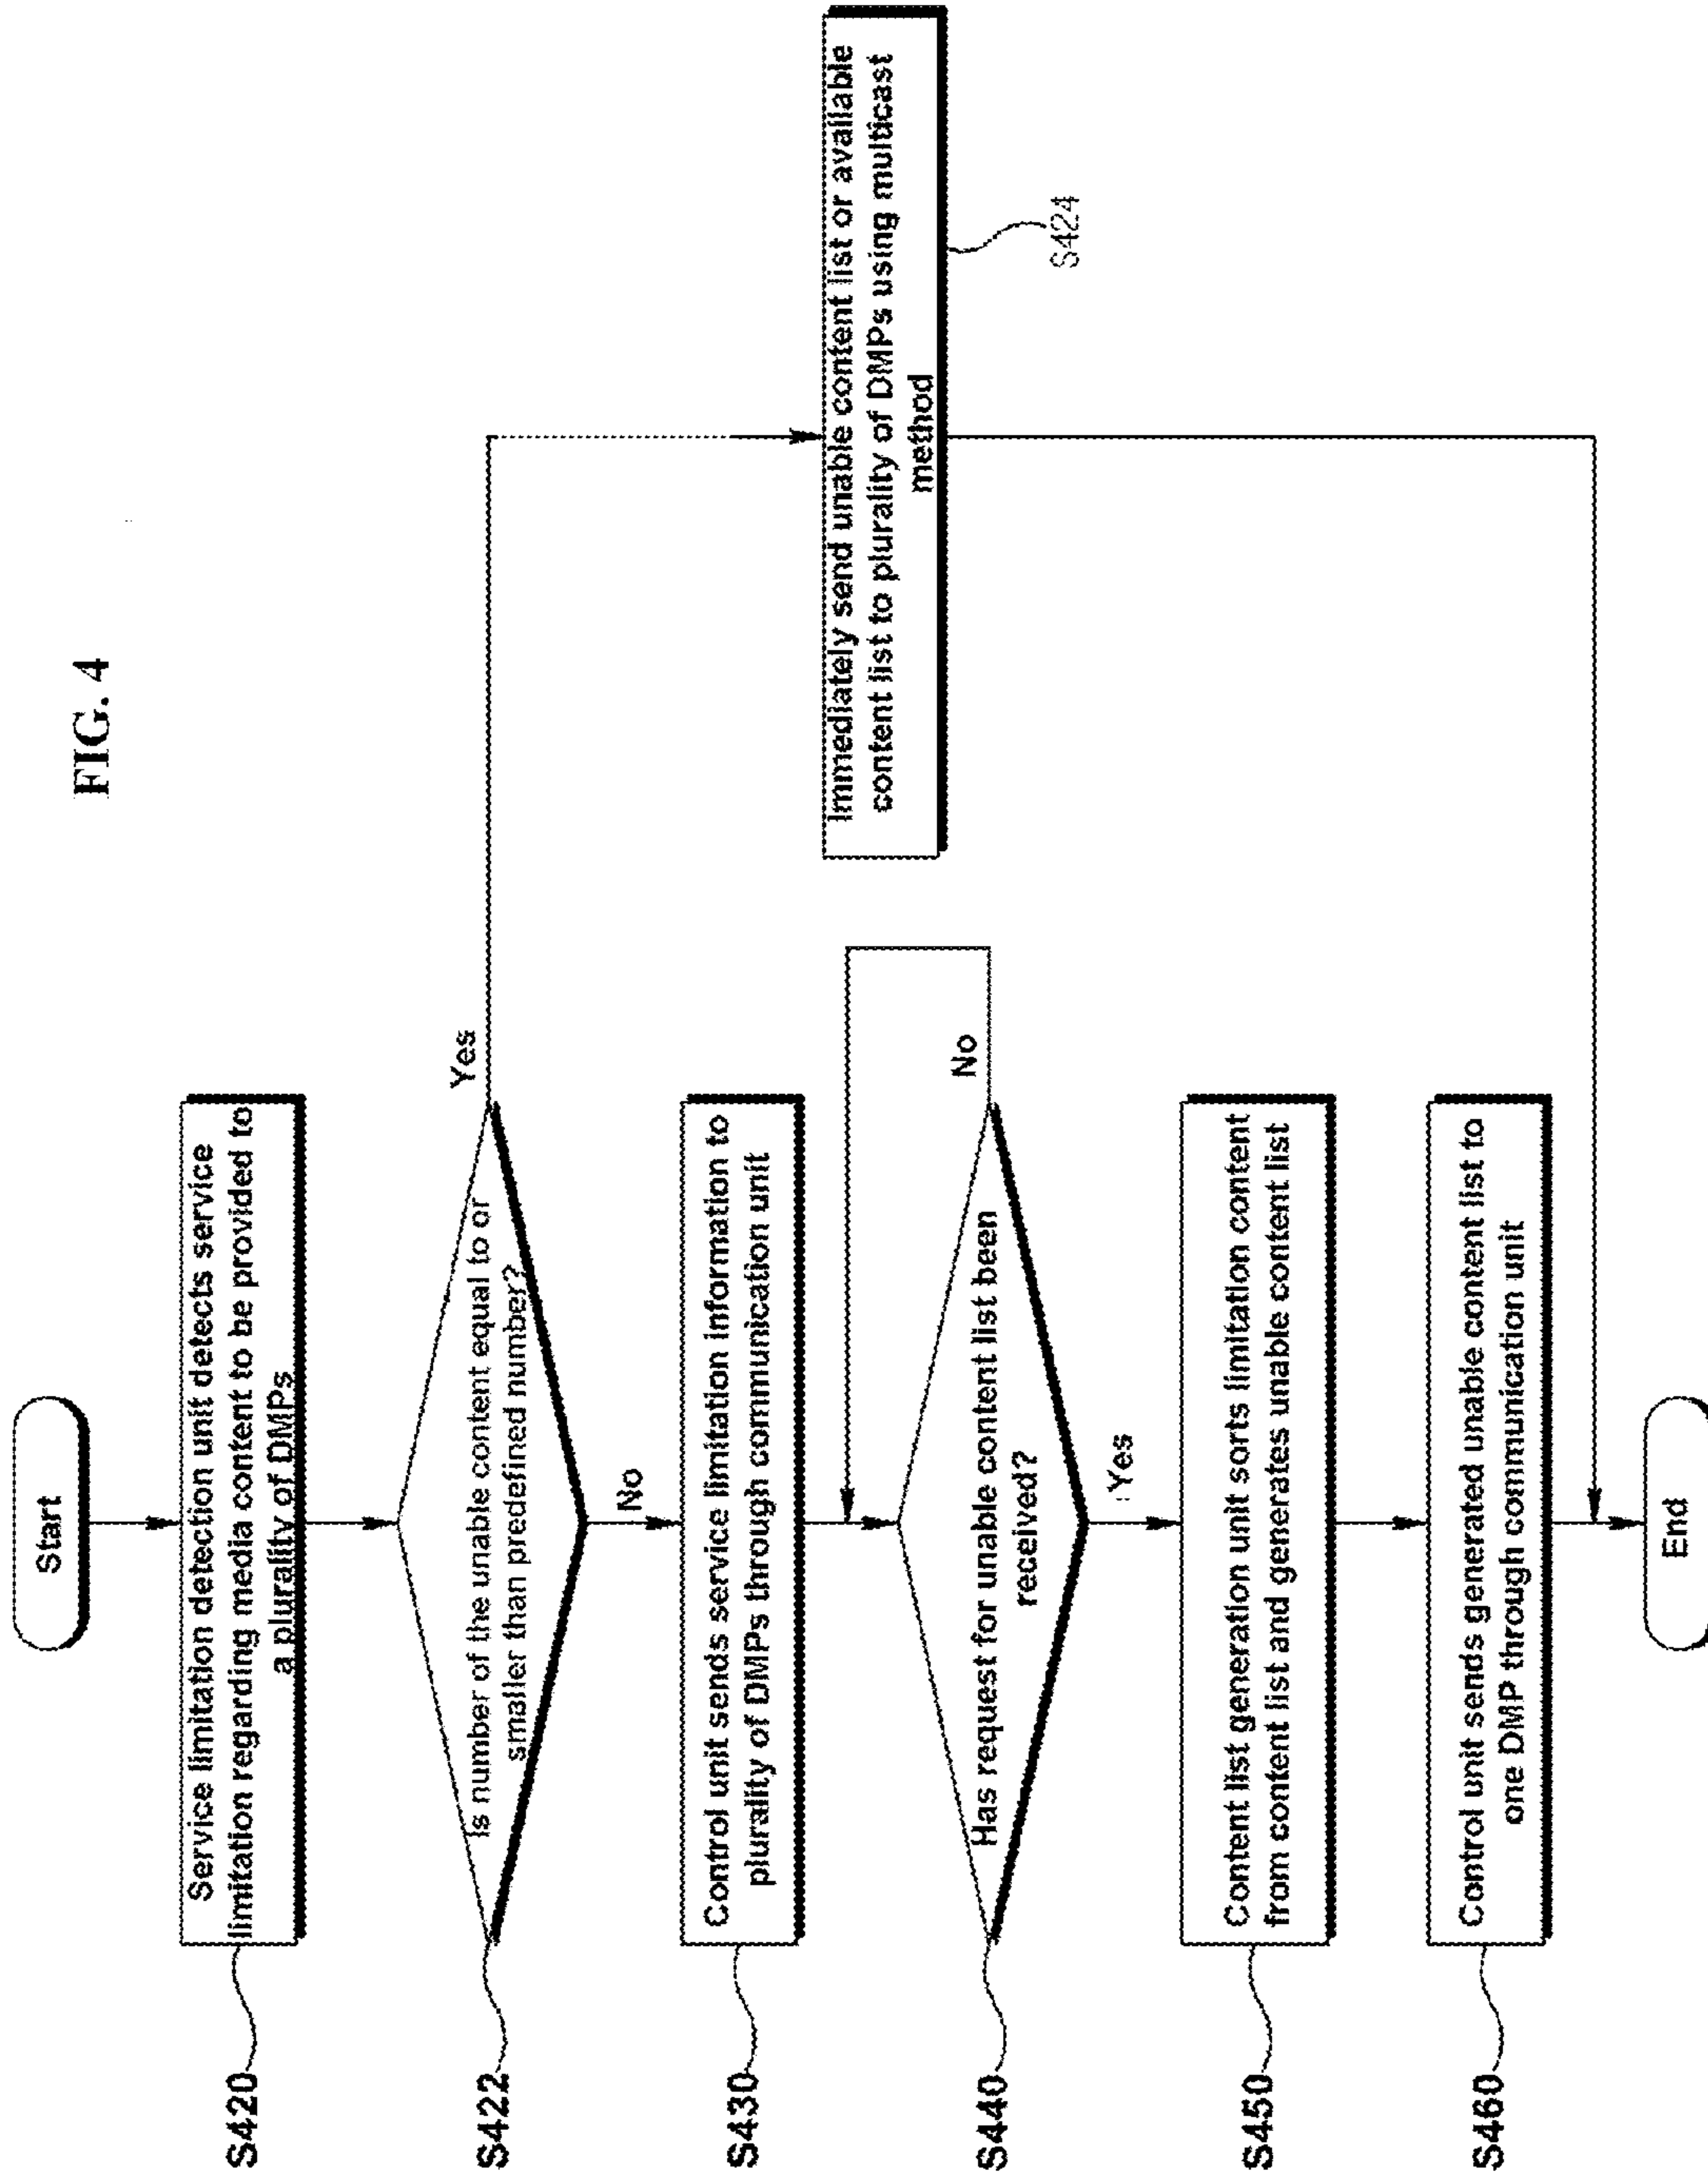 FIG. 4
Start
S420
Service limitation detection unit detects service
limitation regarding media content to be provided to
a plurality of DMPs
S422
Is number of the unable content equal to or
smaller than predefined number?
Yes
No
Immediately send unable content list or available
content list to plurality of DMPs using multicast
method
S424
S430
Control unit sends service limitation information to
plurality of DMPs through communication unit
S440
Has request for unable content list been
received?
No
Yes
S450
Content list generation unit sorts limitation content
from content list and generates unable content list
S460
Control unit sends generated unable content list to
one DMP through communication unit
End